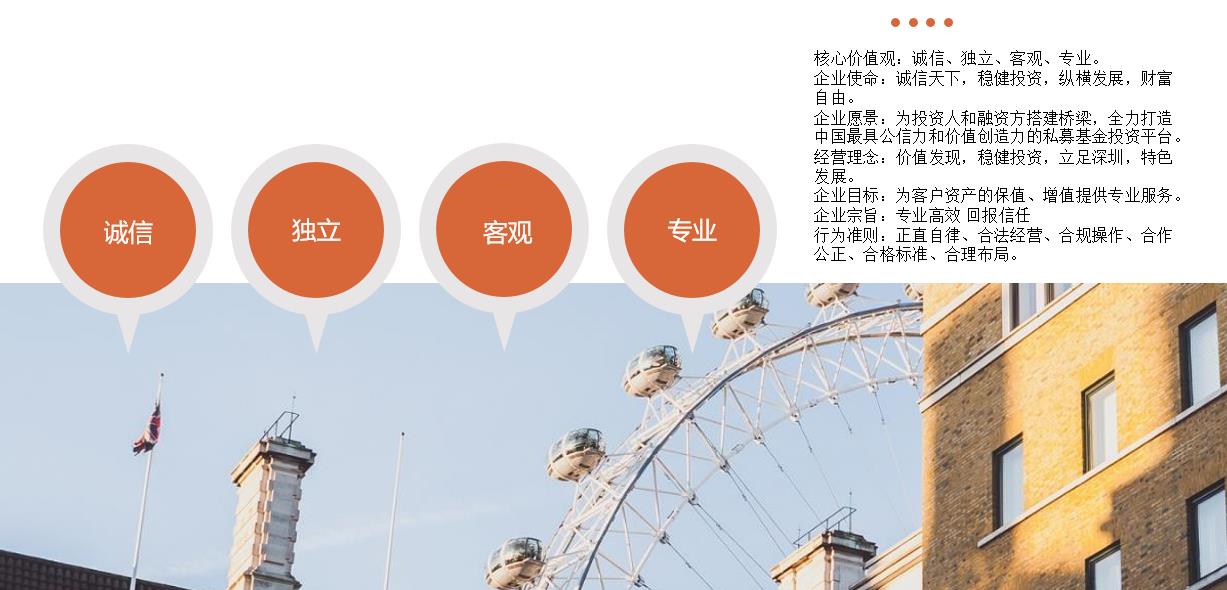 诚信
独立
客观
专业
核心价值观：诚信、独立、客观、专业。
企业使命：诚信天下，稳健投资，纵横发展，财富
自由。
企业愿景：为投资人和融资方搭建桥梁，全力打造
中国最具公信力和价值创造力的私募基金投资平台。
经营理念：价值发现，稳健投资，立足深圳，特色
发展。
企业目标：为客户资产的保值、增值提供专业服务。
企业宗旨：专业高效 回报信任
行为准则：正直自律、合法经营、合规操作、合作
公正、合格标准、合理布局。